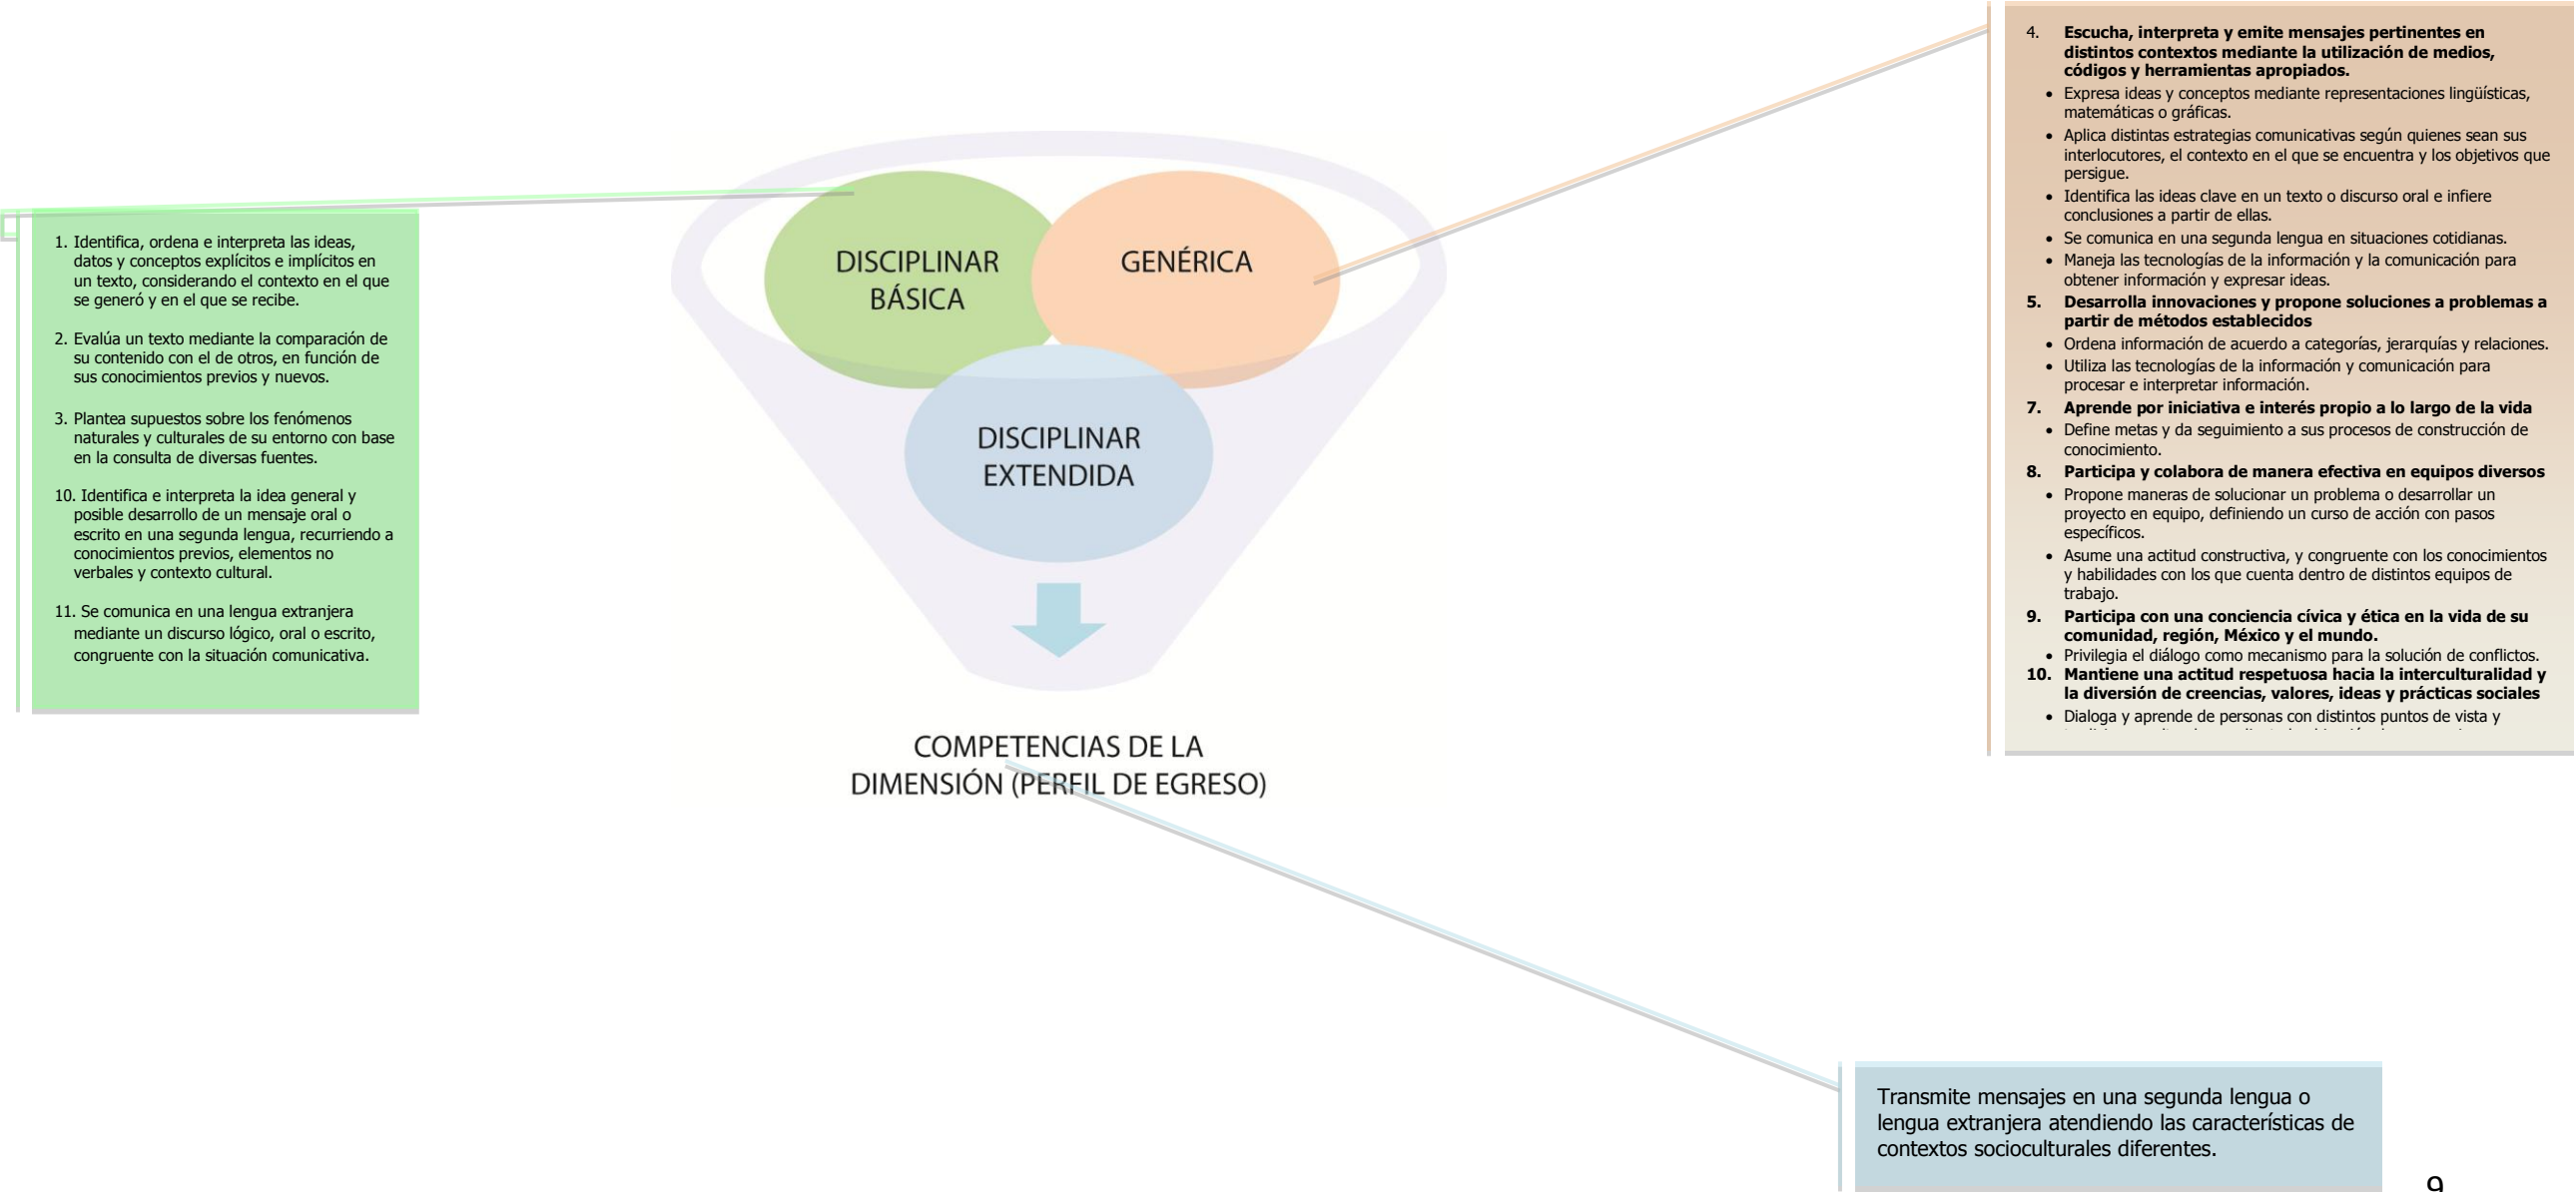 1. Identifica, ordena e interpreta las ideas,
datos y conceptos explícitos e implícitos en
un texto, considerando el contexto en el que
se generó y en el que se recibe.
2. Evalúa un texto mediante la comparación de
su contenido con el de otros, en función de
sus conocimientos previos y nuevos.
3. Plantea supuestos sobre los fenómenos
naturales y culturales de su entorno con base
en la consulta de diversas fuentes.
10. Identifica e interpreta la idea general y
posible desarrollo de un mensaje oral o
escrito en una segunda lengua, recurriendo a
conocimientos previos, elementos no
verbales y contexto cultural.
11. Se comunica en una lengua extranjera
mediante un discurso lógico, oral o escrito,
congruente con la situación comunicativa.
DISCIPLINAR
BÁSICA
GENÉRICA
DISCIPLINAR
EXTENDIDA
COMPETENCIAS DE LA
DIMENSIÓN (PERFIL DE EGRESO)
4. Escucha, interpreta y emite mensajes pertinentes en
distintos contextos mediante la utilización de medios,
códigos y herramientas apropiados.
• Expresa ideas y conceptos mediante representaciones lingüísticas,
matemáticas o gráficas.
• Aplica distintas estrategias comunicativas según quienes sean sus
interlocutores, el contexto en el que se encuentra y los objetivos que
persigue.
• Identifica las ideas clave en un texto o discurso oral e infiere
conclusiones a partir de ellas.
• Se comunica en una segunda lengua en situaciones cotidianas.
• Maneja las tecnologías de la información y la comunicación para
obtener información y expresar ideas.
5. Desarrolla innovaciones y propone soluciones a problemas a
partir de métodos establecidos
• Ordena información de acuerdo a categorías, jerarquías y relaciones.
• Utiliza las tecnologías de la información y comunicación para
procesar e interpretar información.
7. Aprende por iniciativa e interés propio a lo largo de la vida
• Define metas y da seguimiento a sus procesos de construcción de
conocimiento.
8. Participa y colabora de manera efectiva en equipos diversos
• Propone maneras de solucionar un problema o desarrollar un
proyecto en equipo, definiendo un curso de acción con pasos
específicos.
• Asume una actitud constructiva, y congruente con los conocimientos
y habilidades con los que cuenta dentro de distintos equipos de
trabajo.
9. Participa con una conciencia cívica y ética en la vida de su
comunidad, región, México y el mundo.
• Privilegia el diálogo como mecanismo para la solución de conflictos.
10. Mantiene una actitud respetuosa hacia la interculturalidad y
la diversión de creencias, valores, ideas y prácticas sociales
• Dialoga y aprende de personas con distintos puntos de vista y
Transmite mensajes en una segunda lengua o
lengua extranjera atendiendo las características de
contextos socioculturales diferentes.
9